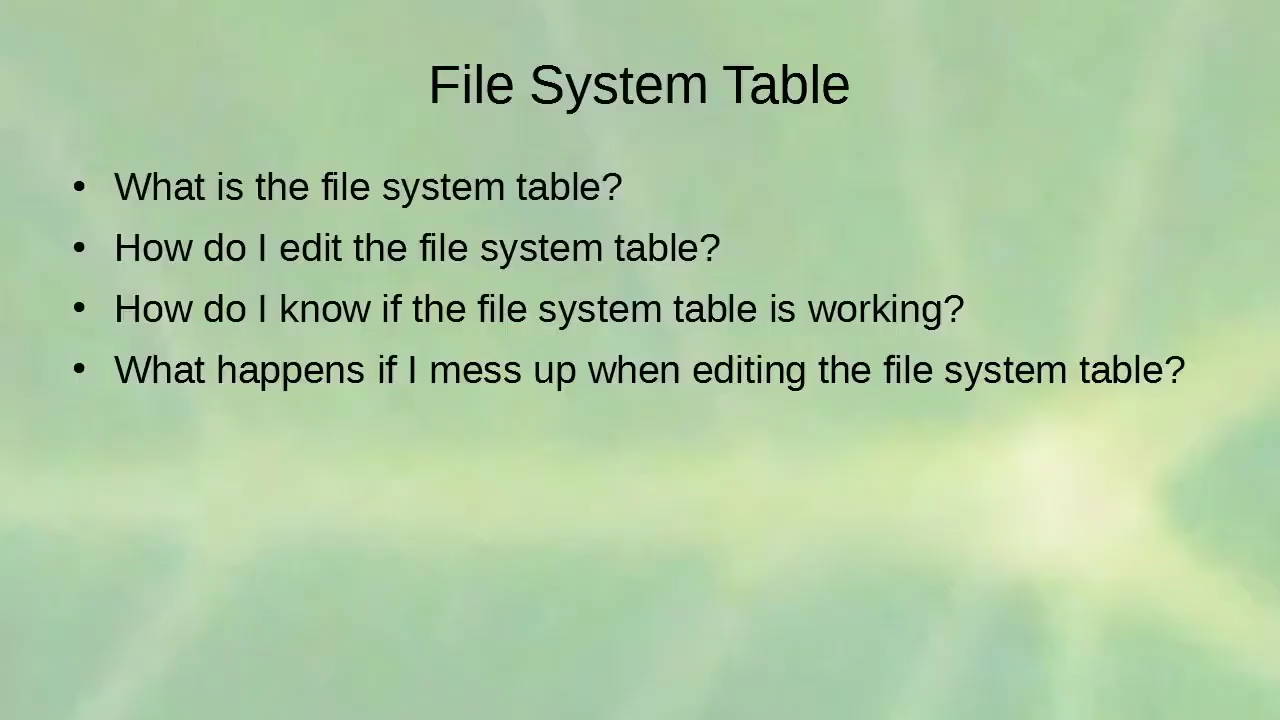 File System Table
• What is the file system table?
• How do I edit the file system table?
• How do I know if the file system table is working?
• What happens if I mess up when editing the file system table?